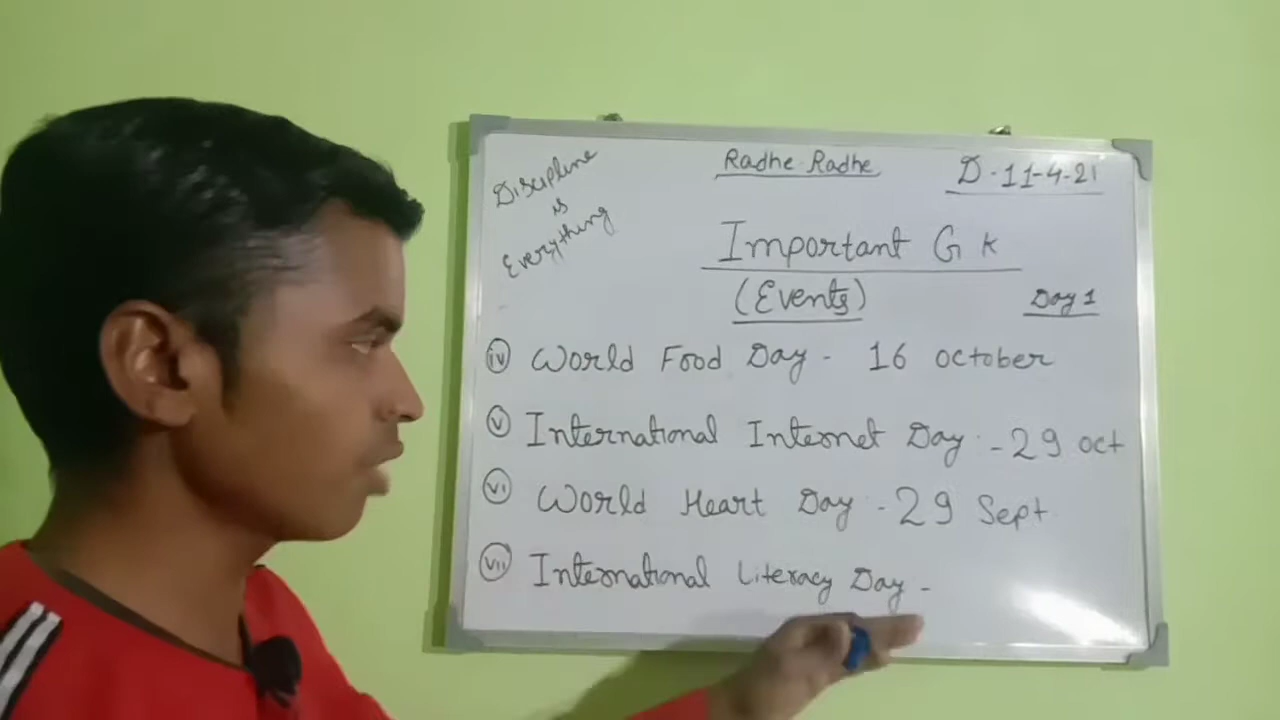 Discipline
is
Everything
Radhe Radhe
D.11-4-21
Important G K
(Events)
Day 1
(iv) World Food Day - 16 october
(v) International Internet Day - 29 oct
(vi) World Heart Day - 29 Sept
(vii) International Literacy Day -